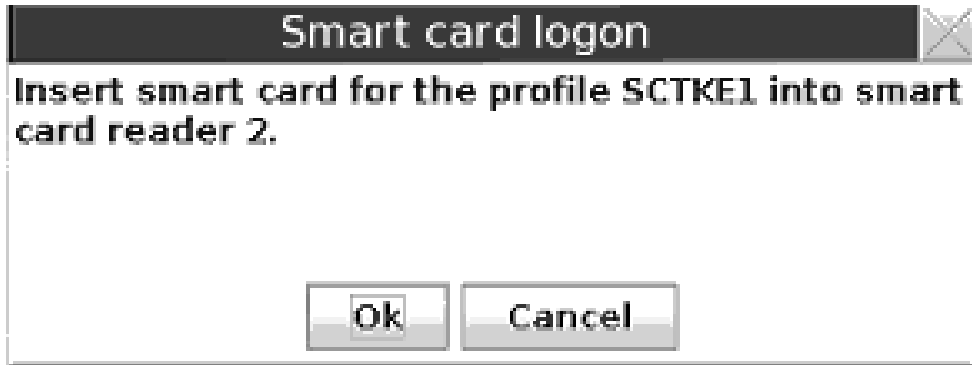 Smart card logon
Insert smart card for the profile SCTKE1 into smart
card reader 2.
Ok
Cancel